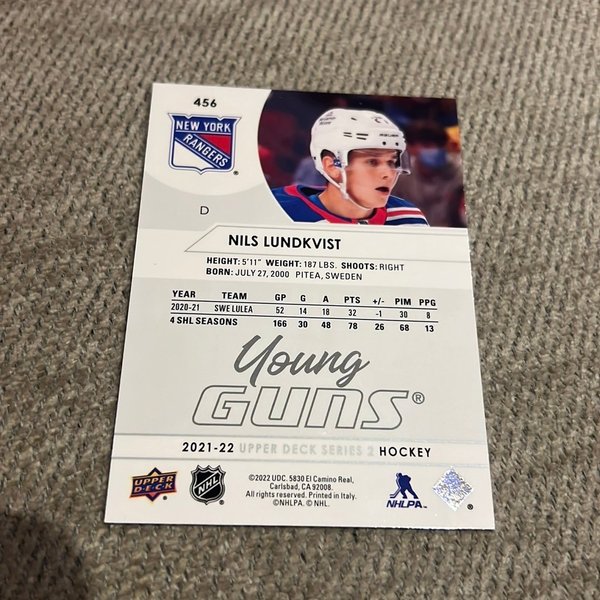 456
NEW YORK
RANGERS
®
D
NILS LUNDKVIST
HEIGHT: 5'11" WEIGHT: 187 LBS. SHOOTS: RIGHT
BORN: JULY 27, 2000 PITEA, SWEDEN
YEAR TEAM GP G A PTS +/- PIM PPG
2020-21 SWE LULEA 52 14 18 32 -1 30 8
4 SHL SEASONS 166 30 48 78 26 68 13
Young
GUNS®
2021-22 UPPER DECK SERIES 2 HOCKEY
UPPER DECK
NHL
©2022 UDC. 5830 El Camino Real,
Carlsbad, CA 92008.
All rights reserved. Printed in Italy.
©NHLPA. © NHL.
NHLPA
®